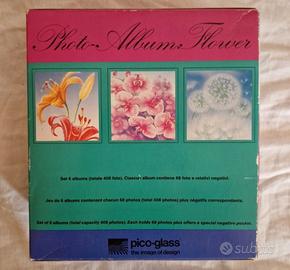 Photo-Album Flower
Set 6 albums (totale 408 foto). Ciascun album contiene 68 foto e relativi negativi.
Jeu de 6 albums contenant chacun 68 photos (total 408 photos) plus négatifs correspondants.
Set of 6 albums (total capacity 408 photos). Each holds 68 photos plus offers a special negative pocket.
pico-glass
the image of design
subito